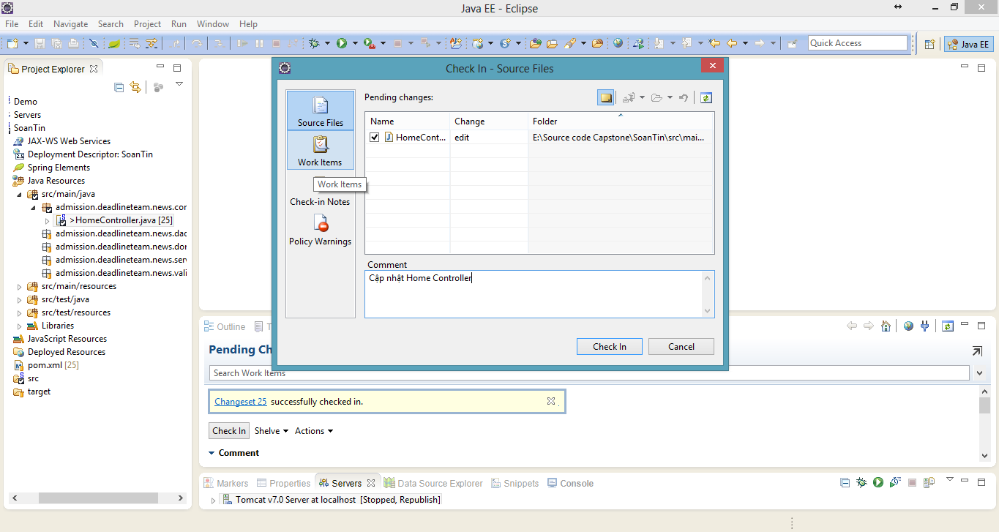 Java EE - Eclipse
File Edit Navigate Search Project Run Window Help
Quick Access
Java EE
Project Explorer
Demo
Servers
SoanTin
JAX-WS Web Services
Deployment Descriptor: SoanTin
Spring Elements
Java Resources
src/main/java
admission.deadlineteam.news.cor
>HomeController.java [25]
admission.deadlineteam.news.dao
admission.deadlineteam.news.dor
admission.deadlineteam.news.ser
admission.deadlineteam.news.vali
src/main/resources
src/test/java
src/test/resources
Libraries
JavaScript Resources
Deployed Resources
pom.xml [25]
src
target
Check In - Source Files
Source Files
Work Items
Work Items
Check-in Notes
Policy Warnings
Pending changes:
Name Change Folder
HomeCont... edit E:\Source code Capstone\SoanTin\src\mai...
Comment
Cập nhật Home Controller
Check In Cancel
Outline T
Pending Ch
Search Work Items
Changeset 25 successfully checked in.
Check In Shelve Actions
Comment
Markers Properties Servers Data Source Explorer Snippets Console
Tomcat v7.0 Server at localhost [Stopped, Republish]